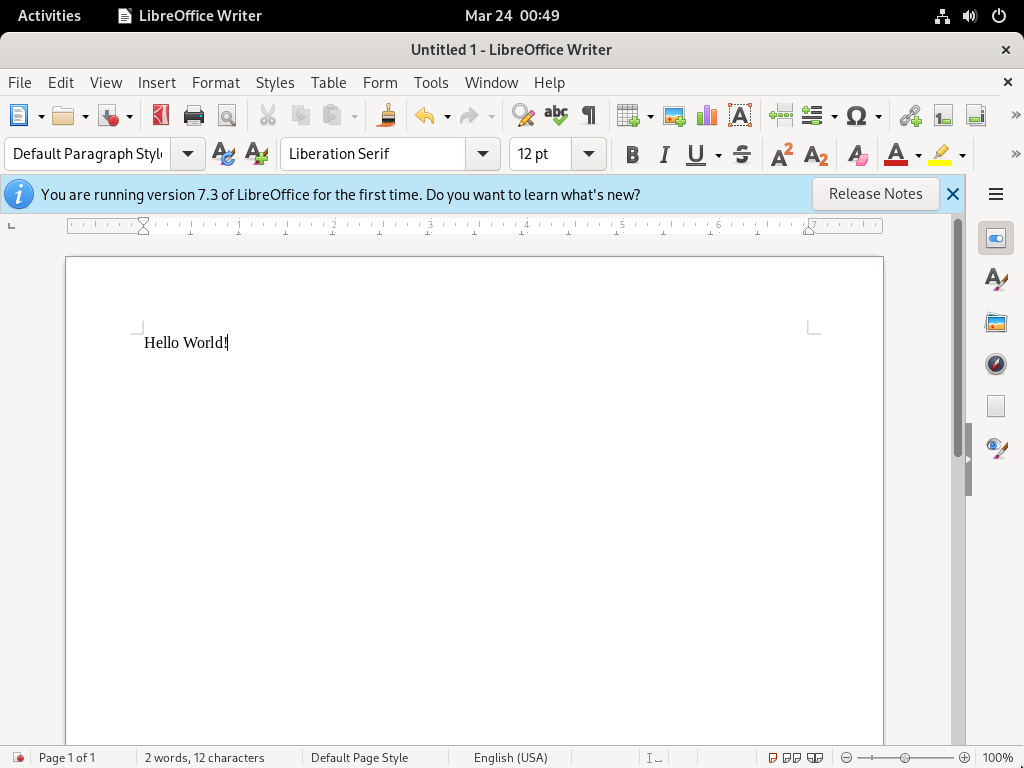 Activities LibreOffice Writer Mar 24 00:49
Untitled 1 - LibreOffice Writer
File Edit View Insert Format Styles Table Form Tools Window Help
Default Paragraph Styl Liberation Serif 12 pt
You are running version 7.3 of LibreOffice for the first time. Do you want to learn what's new? Release Notes
1 2 3 4 5 6 7
Hello World!
Page 1 of 1 2 words, 12 characters Default Page Style English (USA) 100%